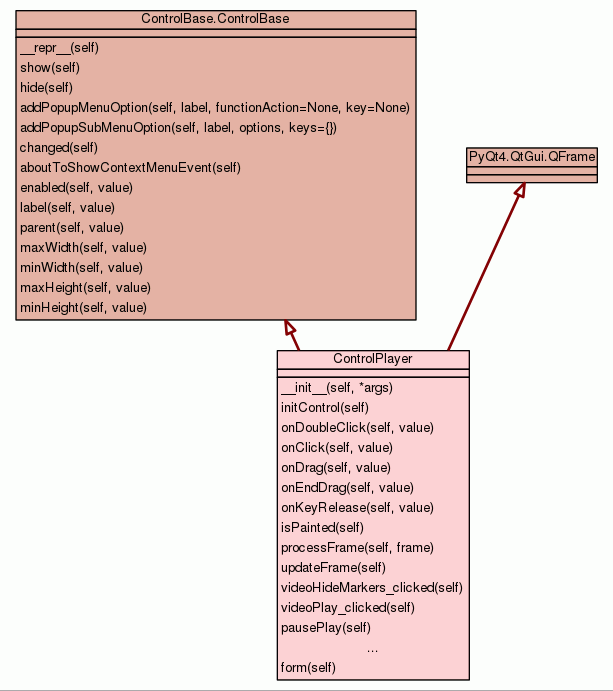 ControlBase.ControlBase
__repr__(self)
show(self)
hide(self)
addPopupMenuOption(self, label, functionAction=None, key=None)
addPopupSubMenuOption(self, label, options, keys={})
changed(self)
aboutToShowContextMenuEvent(self)
enabled(self, value)
label(self, value)
parent(self, value)
maxWidth(self, value)
minWidth(self, value)
maxHeight(self, value)
minHeight(self, value)
PyQt4.QtGui.QFrame
ControlPlayer
__init__(self, *args)
initControl(self)
onDoubleClick(self, value)
onClick(self, value)
onDrag(self, value)
onEndDrag(self, value)
onKeyRelease(self, value)
isPainted(self)
processFrame(self, frame)
updateFrame(self)
videoHideMarkers_clicked(self)
videoPlay_clicked(self)
pausePlay(self)
...
form(self)